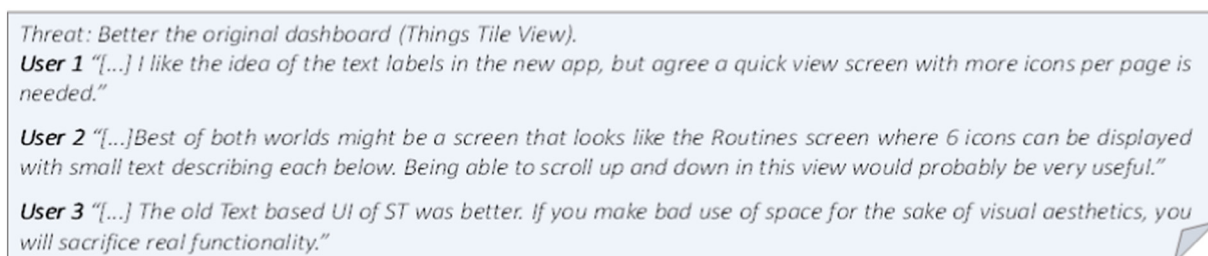 Threat: Better the original dashboard (Things Tile View).
User 1 “[...] I like the idea of the text labels in the new app, but agree a quick view screen with more icons per page is
needed.”
User 2 “[...]Best of both worlds might be a screen that looks like the Routines screen where 6 icons can be displayed
with small text describing each below. Being able to scroll up and down in this view would probably be very useful.”
User 3 “[...] The old Text based UI of ST was better. If you make bad use of space for the sake of visual aesthetics, you
will sacrifice real functionality.”